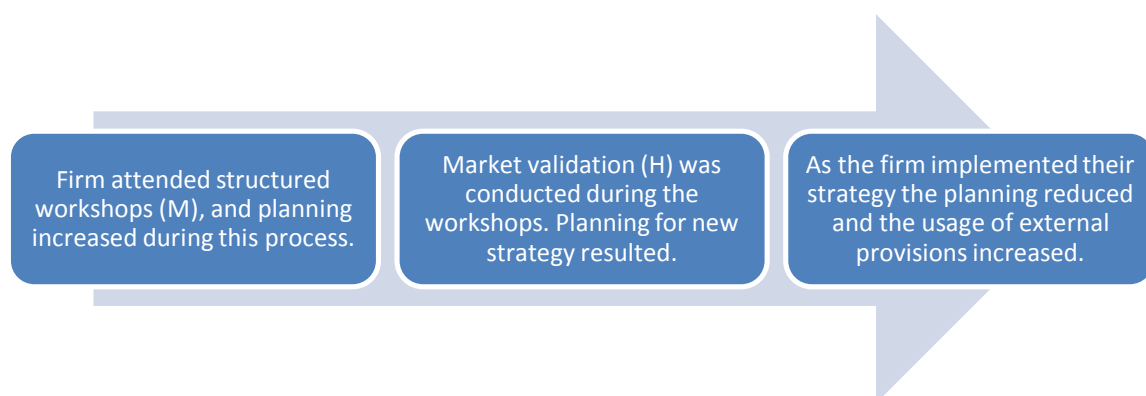 Firm attended structured
workshops (M), and planning
increased during this process.
Market validation (H) was
conducted during the
workshops. Planning for new
strategy resulted.
As the firm implemented their
strategy the planning reduced
and the usage of external
provisions increased.